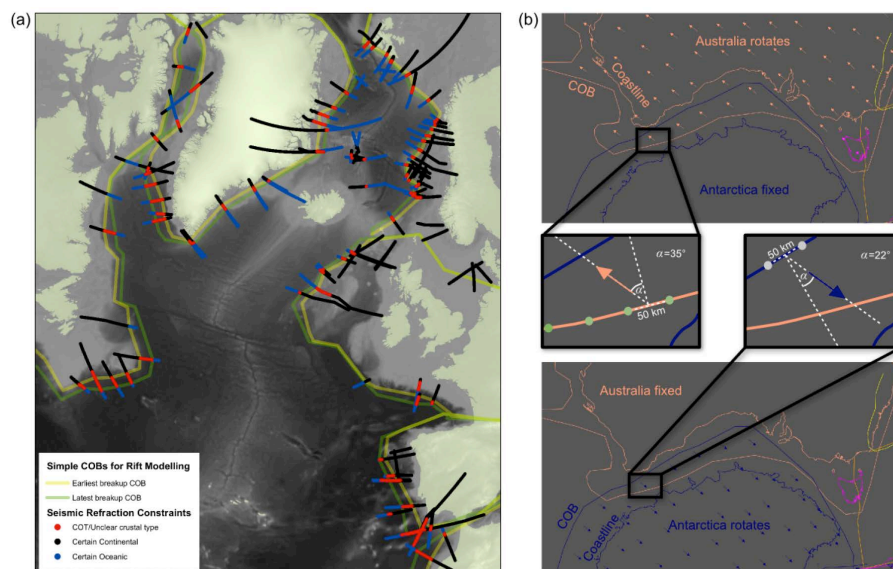 (a)
Simple COBs for Rift Modelling
Earliest breakup COB
Latest breakup COB
Seismic Refraction Constraints
COT/Unclear crustal type
Certain Continental
Certain Oceanic
(b)
Australia rotates
Coastline
COB
Antarctica fixed
α=35°
α
50 km
50 km
α=22°
α
Australia fixed
COB
Coastline
Antarctica rotates